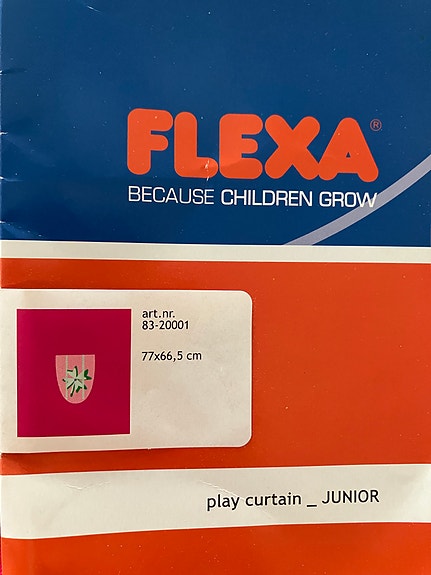 FLEXA®
BECAUSE CHILDREN GROW
art.nr.
83-20001
77x66,5 cm
play curtain _ JUNIOR